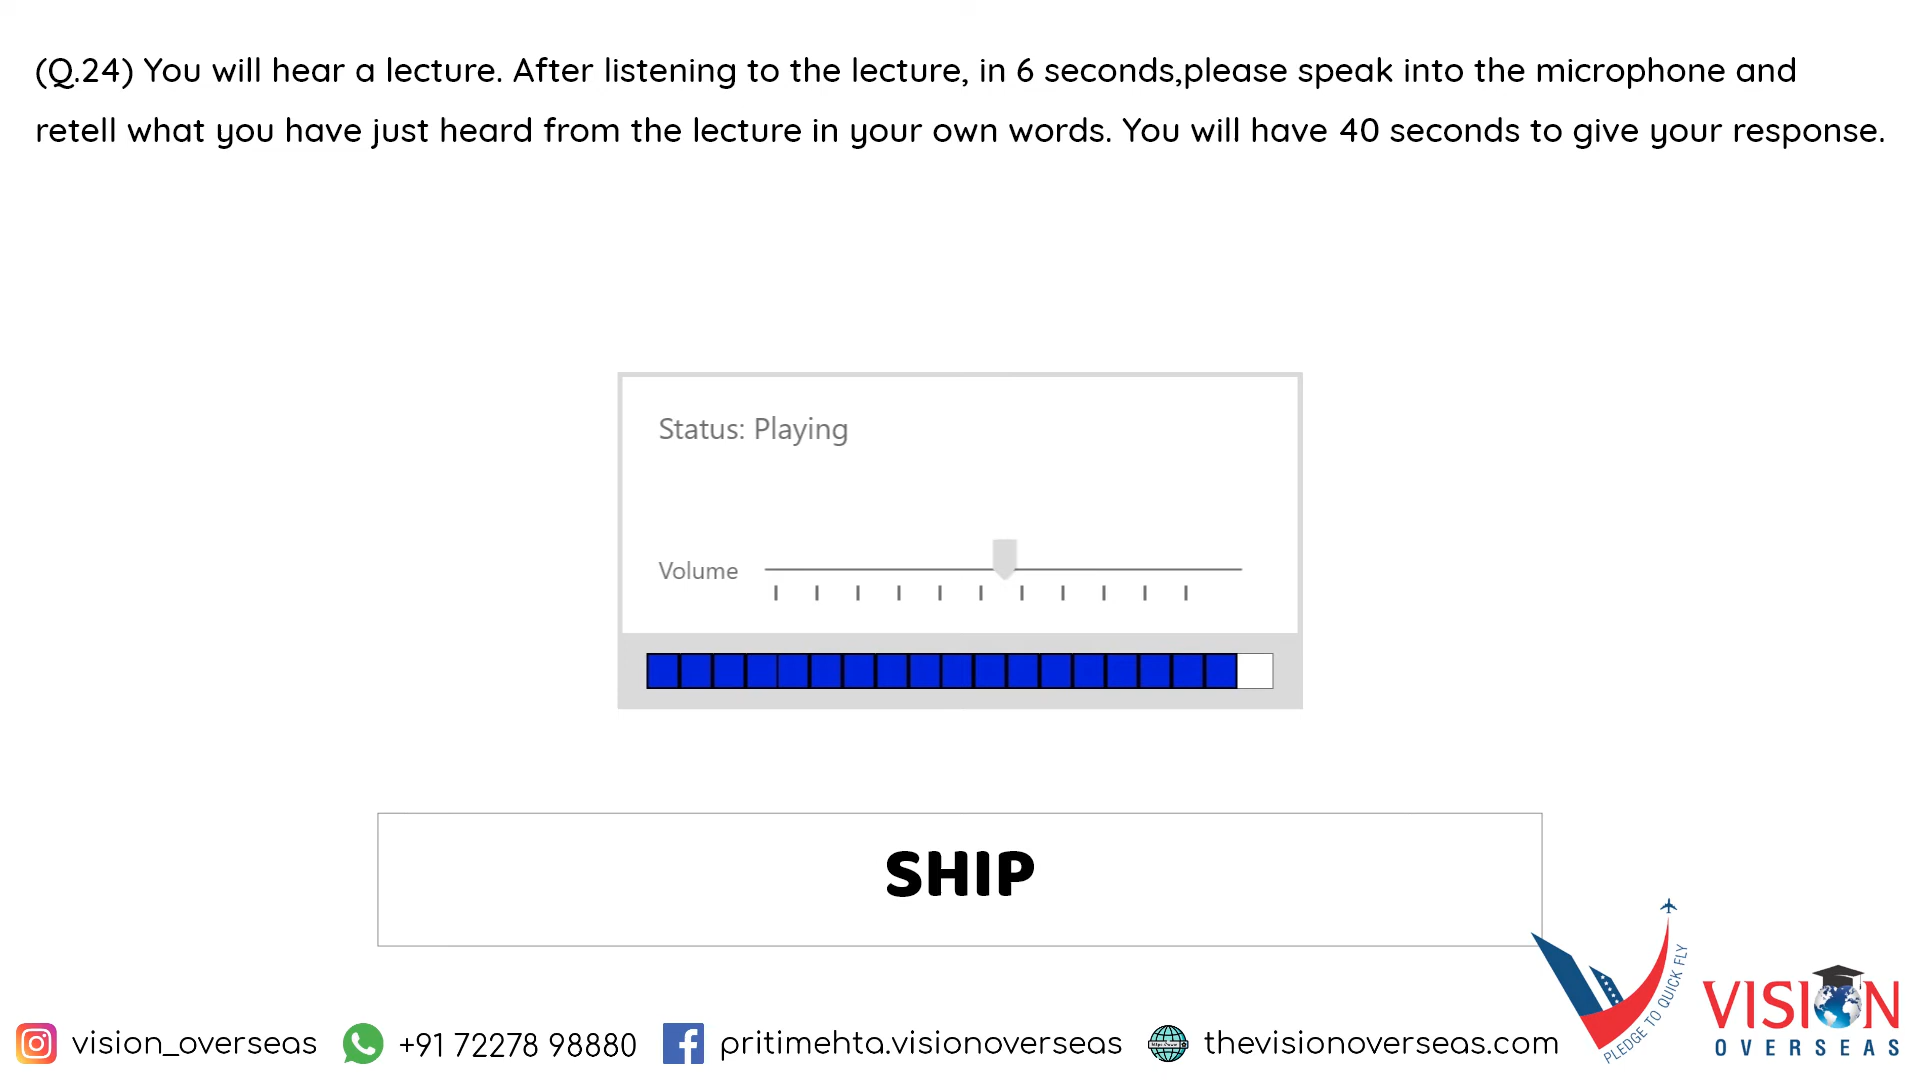 (Q.24) You will hear a lecture. After listening to the lecture, in 6 seconds,please speak into the microphone and
retell what you have just heard from the lecture in your own words. You will have 40 seconds to give your response.
Status: Playing
Volume
SHIP
PLEDGE TO QUICK FLY
VISION
OVERSEAS
vision_overseas
+91 72278 98880
pritimehta.visionoverseas
thevisionoverseas.com